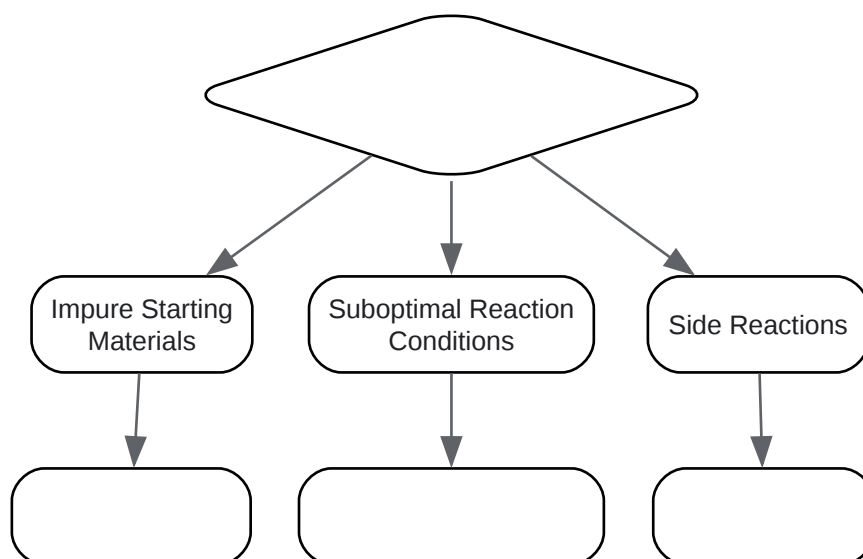 Impure Starting
Materials
Suboptimal Reaction
Conditions
Side Reactions